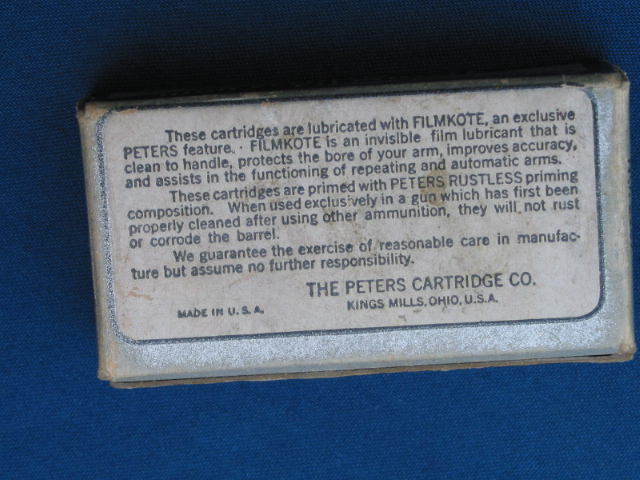 These cartridges are lubricated with FILMKOTE, an exclusive
PETERS feature. · FILMKOTE is an invisible film lubricant that is
clean to handle, protects the bore of your arm, improves accuracy,
and assists in the functioning of repeating and automatic arms.
These cartridges are primed with PETERS RUSTLESS priming
composition. When used exclusively in a gun which has first been
properly cleaned after using other ammunition, they will not rust
or corrode the barrel.
We guarantee the exercise of reasonable care in manufac-
ture but assume no further responsibility.
THE PETERS CARTRIDGE CO.
MADE IN U.S.A. KINGS MILLS, OHIO, U.S.A.